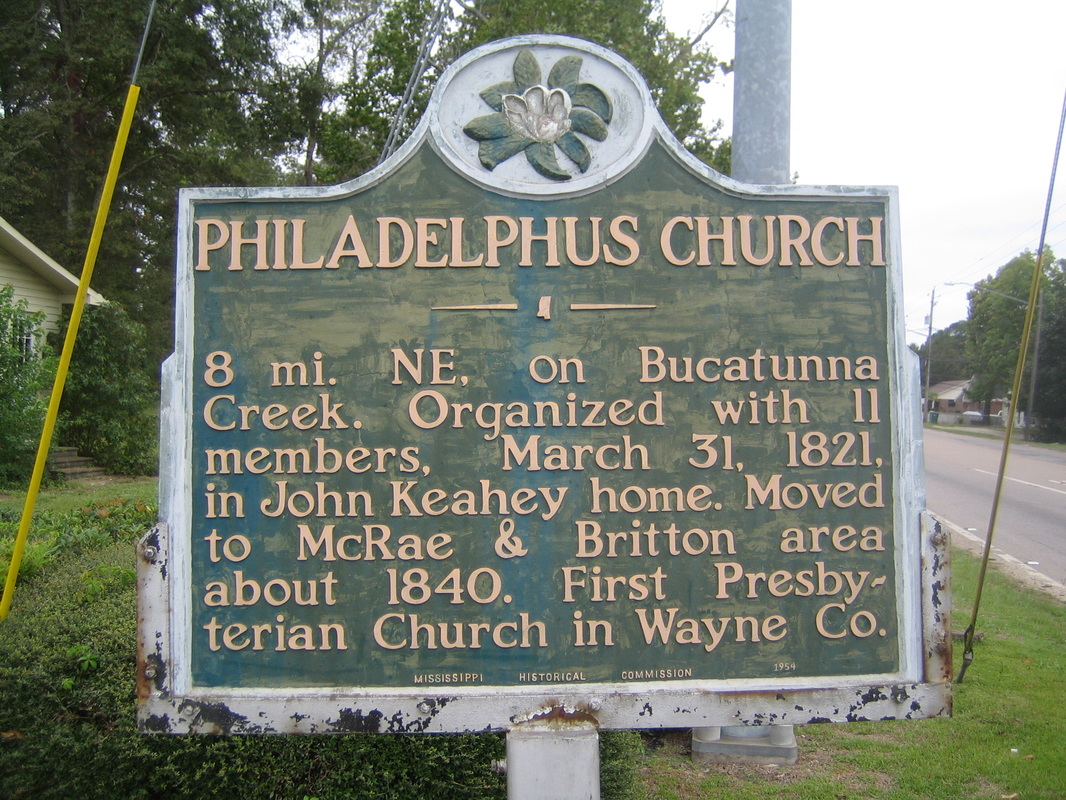 PHILADELPHUS CHURCH
8 mi. NE, on Bucatunna
Creek. Organized with 11
members, March 31, 1821,
in John Keahey home. Moved
to McRae & Britton area
about 1840. First Presby-
terian Church in Wayne Co.
MISSISSIPPI HISTORICAL COMMISSION 1954